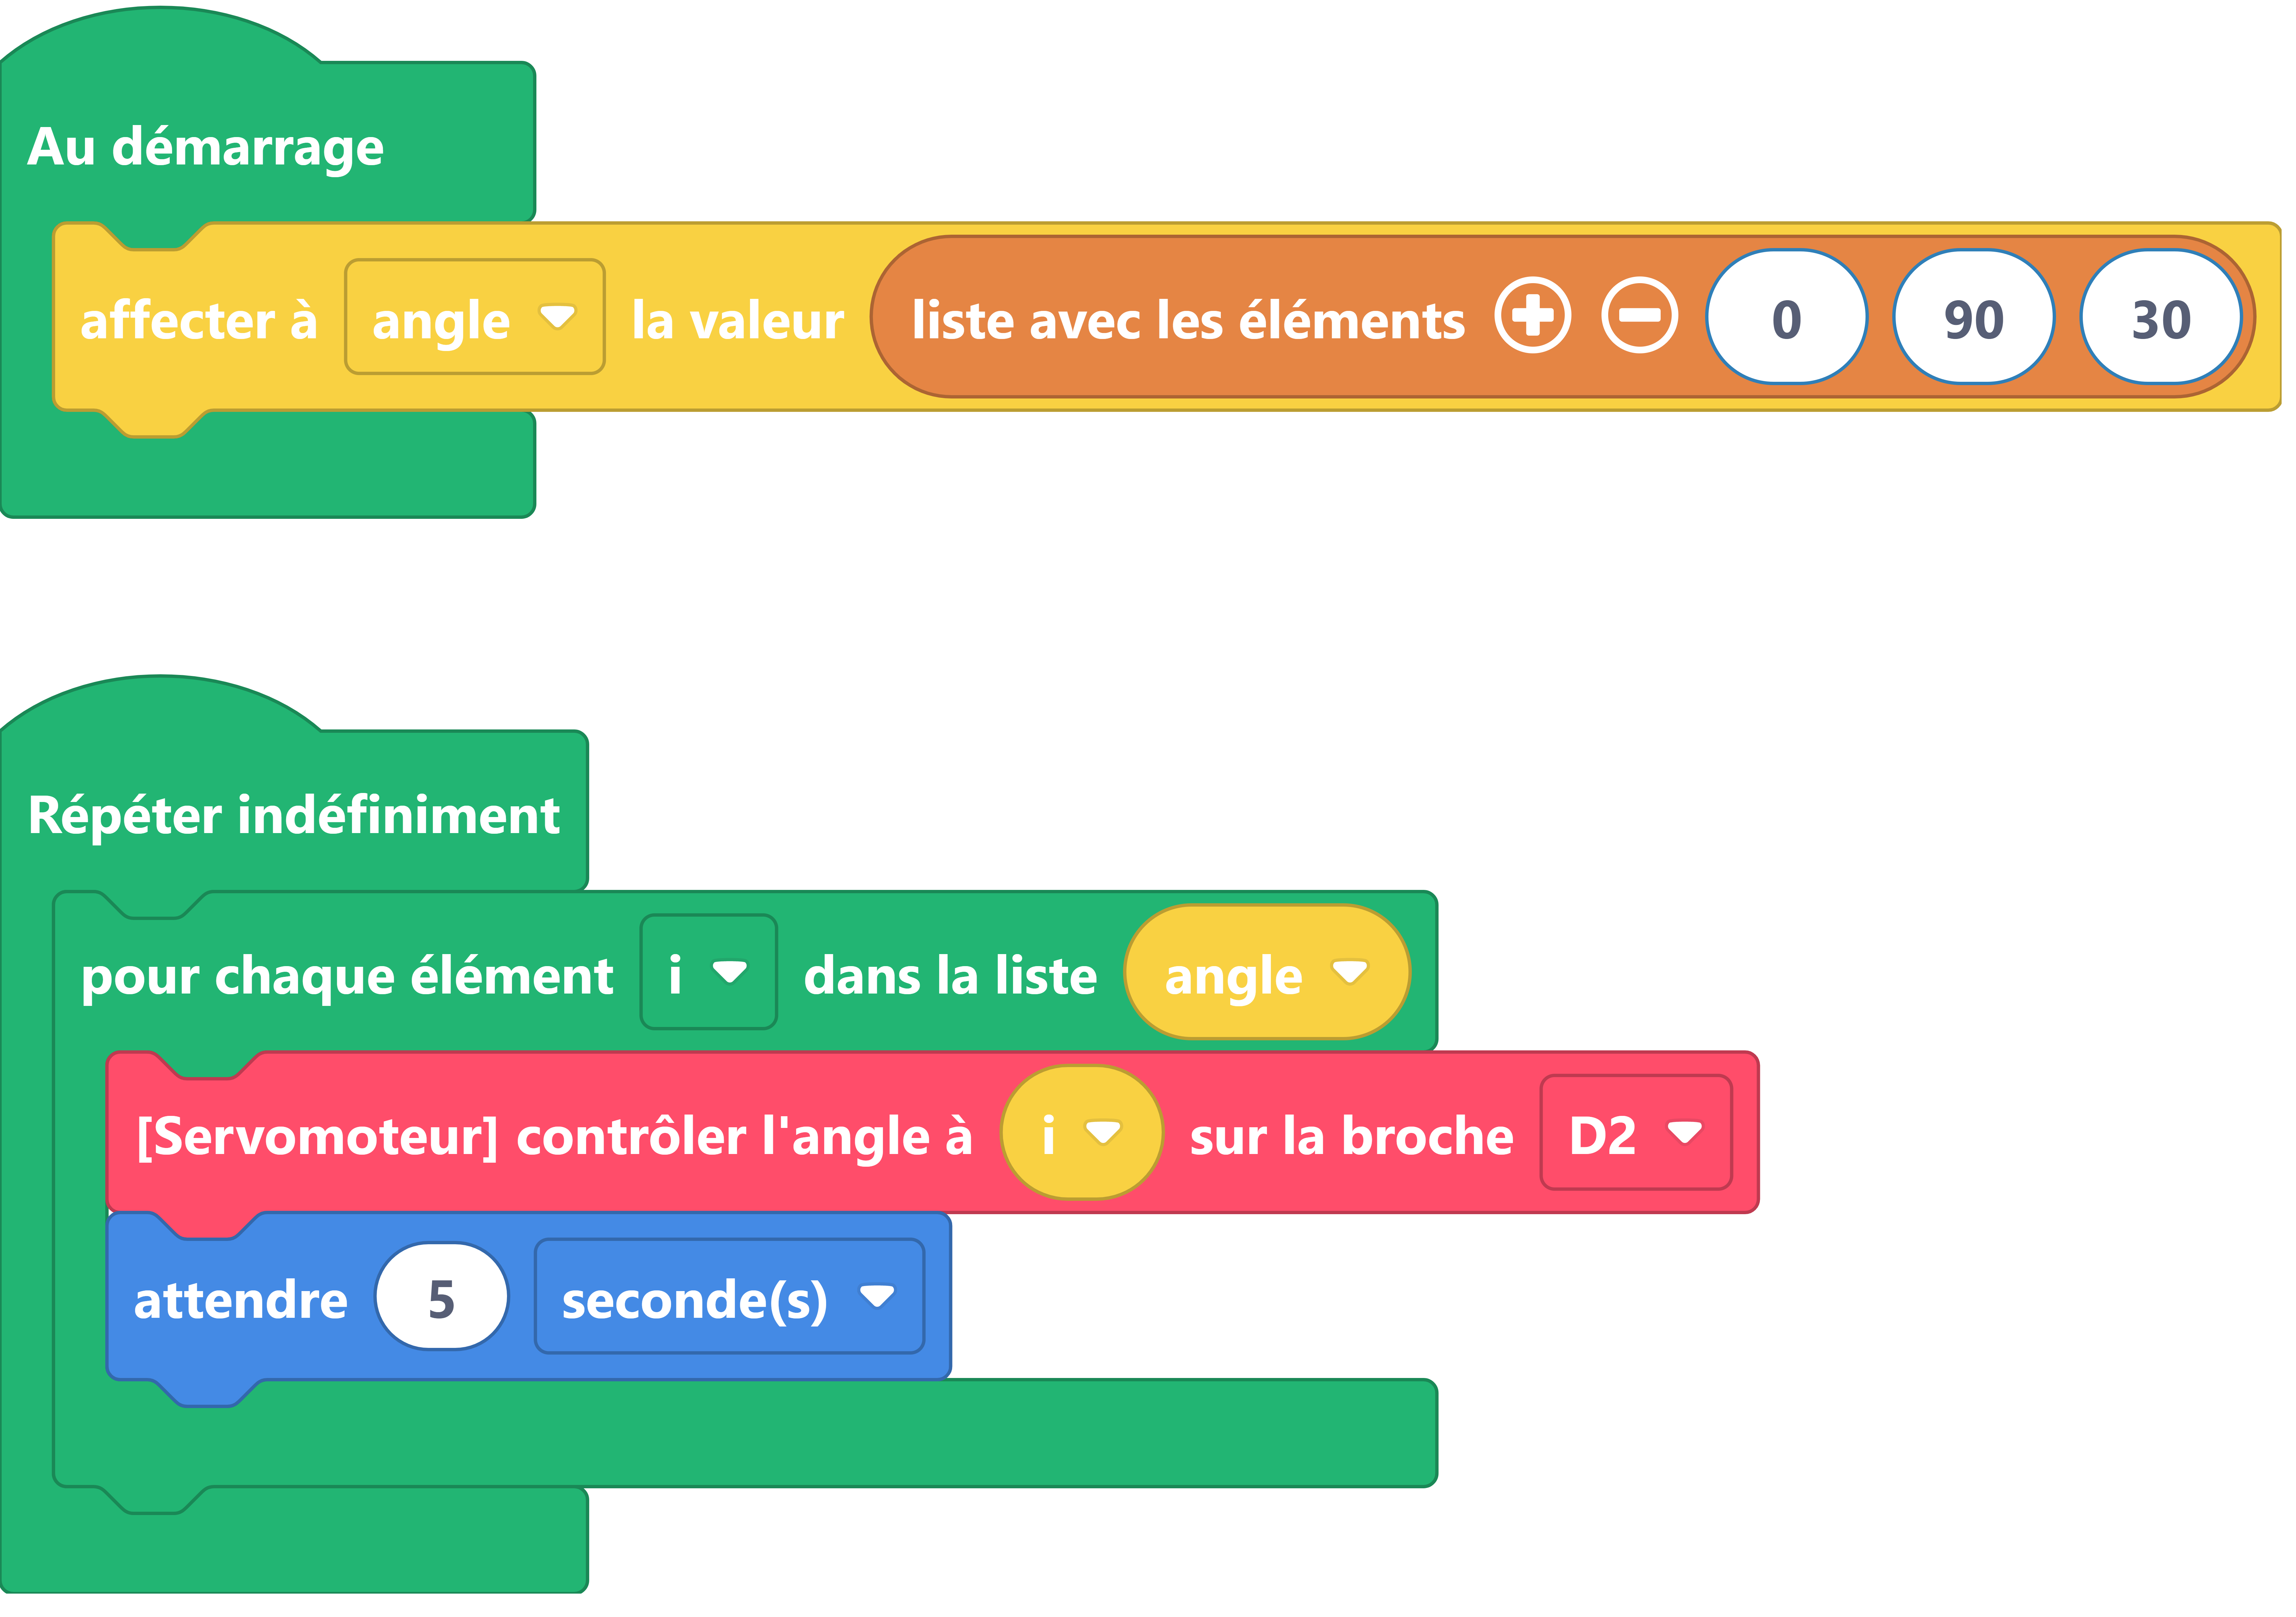 Au démarrage
affecter à angle la valeur liste avec les éléments 0 90 30
Répéter indéfiniment
pour chaque élément i dans la liste angle
[Servomoteur] contrôler l'angle à i sur la broche D2
attendre 5 seconde(s)